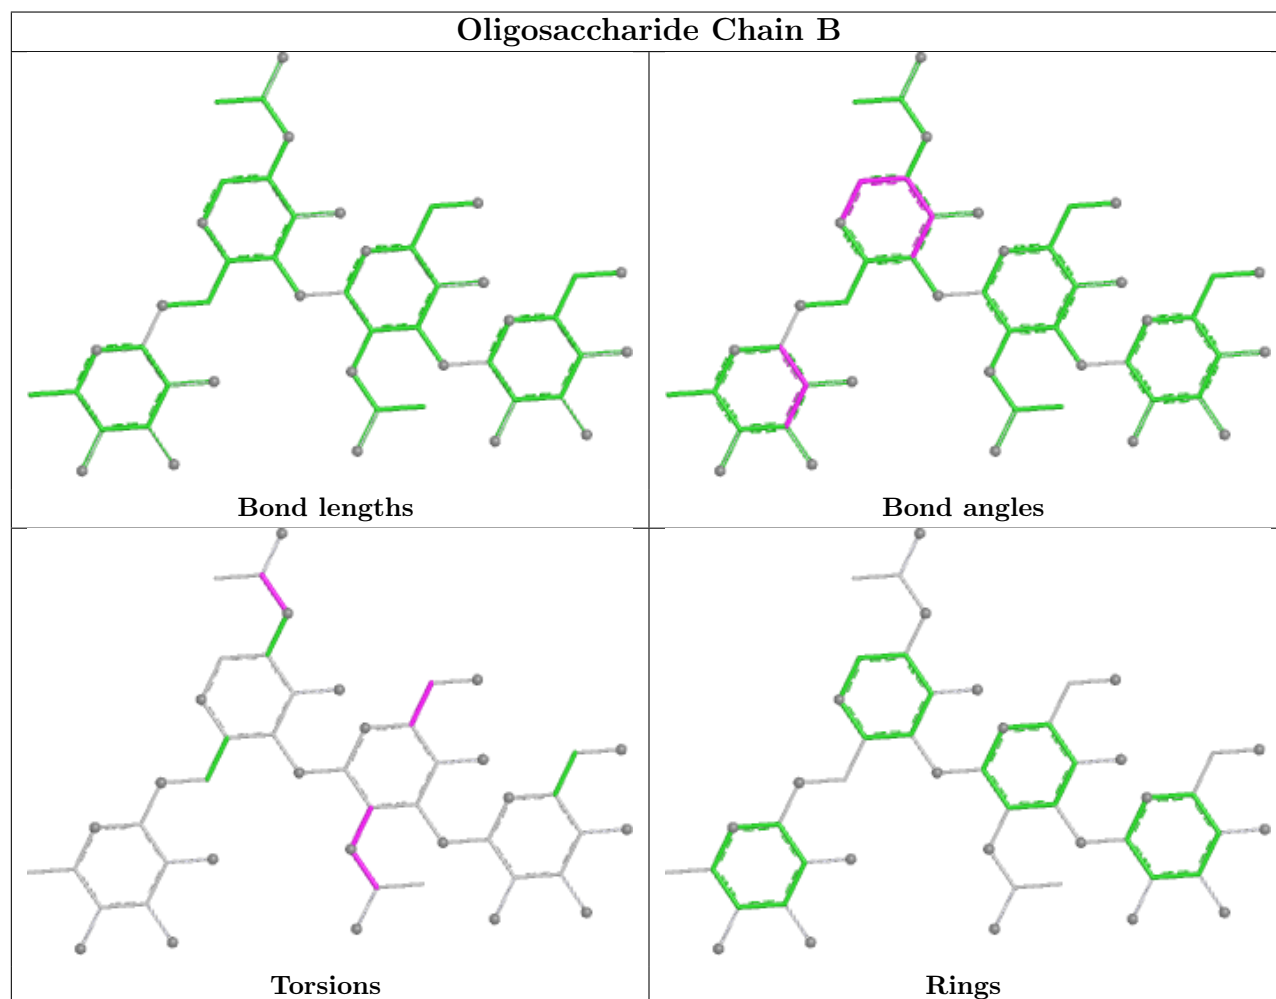 Oligosaccharide Chain B
Bond lengths
Bond angles
Torsions
Rings